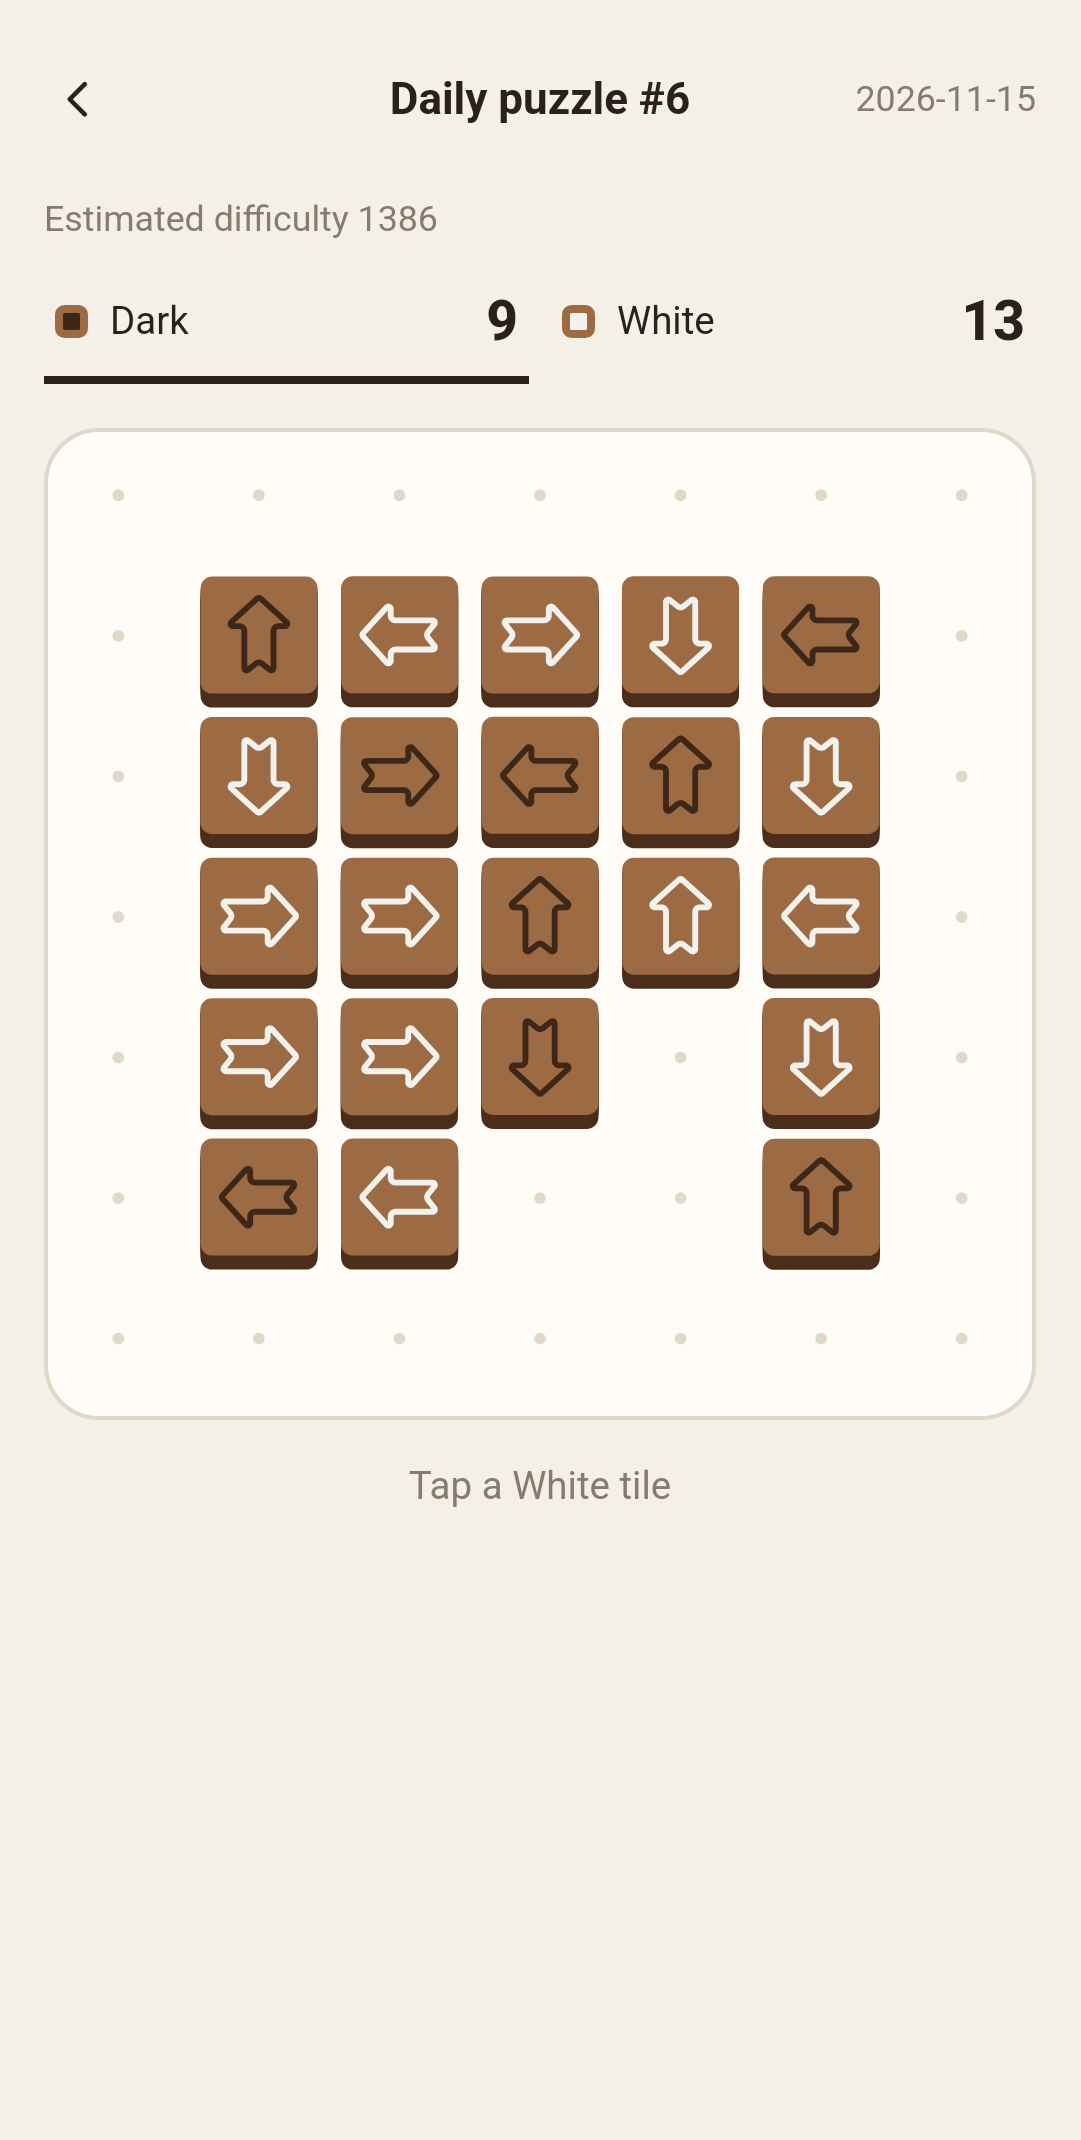 Daily puzzle #6
2026-11-15
Estimated difficulty 1386
Dark 9 White 13
Tap a White tile